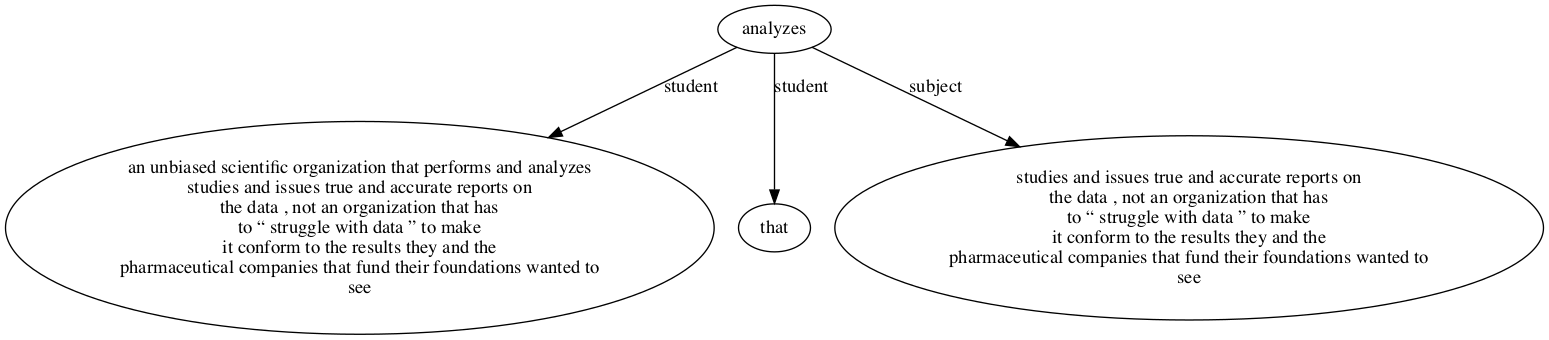 analyzes
student
student
subject
an unbiased scientific organization that performs and analyzes
studies and issues true and accurate reports on
the data , not an organization that has
to “ struggle with data ” to make
it conform to the results they and the
pharmaceutical companies that fund their foundations wanted to
see
that
studies and issues true and accurate reports on
the data , not an organization that has
to “ struggle with data ” to make
it conform to the results they and the
pharmaceutical companies that fund their foundations wanted to
see